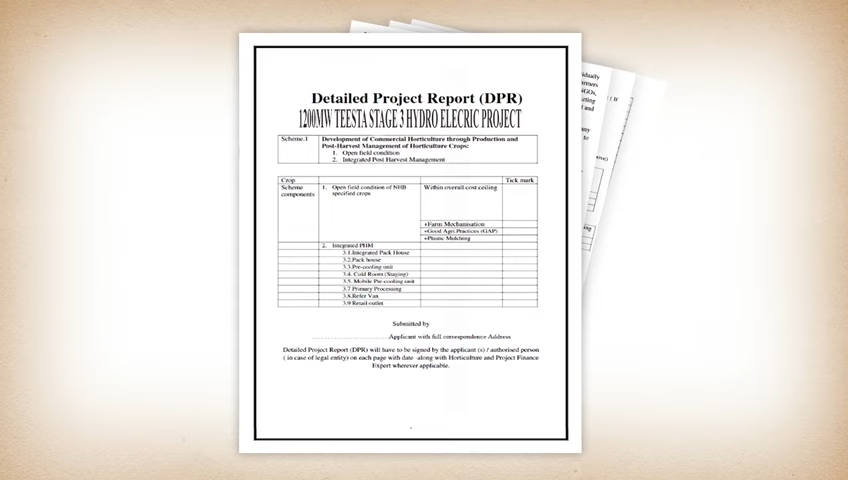 Detailed Project Report (DPR)
1200MW TEESTA STAGE 3 HYDRO ELECRIC PROJECT
Scheme.1 Development of Commercial Horticulture through Production and
Post-Harvest Management of Horticulture Crops:
1. Open field condition
2. Integrated Post Harvest Management
Crop Tick mark
Scheme components
1. Open field condition of NHB specified crops
Within overall cost ceiling
+Farm Mechanisation
+Good Agri.Practices (GAP)
+Plastic Mulching
2. Integrated PHM
3.1.Integrated Pack House
3.2.Pack house
3.3.Pre-cooling unit
3.4. Cold Room (Staging)
3.5. Mobile Pre-cooling unit
3.7 Primary Processing
3.8.Refer Van
3.9 Retail outlet
Submitted by
Applicant with full correspondence Address
Detailed Project Report (DPR) will have to be signed by the applicant (s) / authorised person
( in case of legal entity) on each page with date -along with Horticulture and Project Finance
Expert wherever applicable.